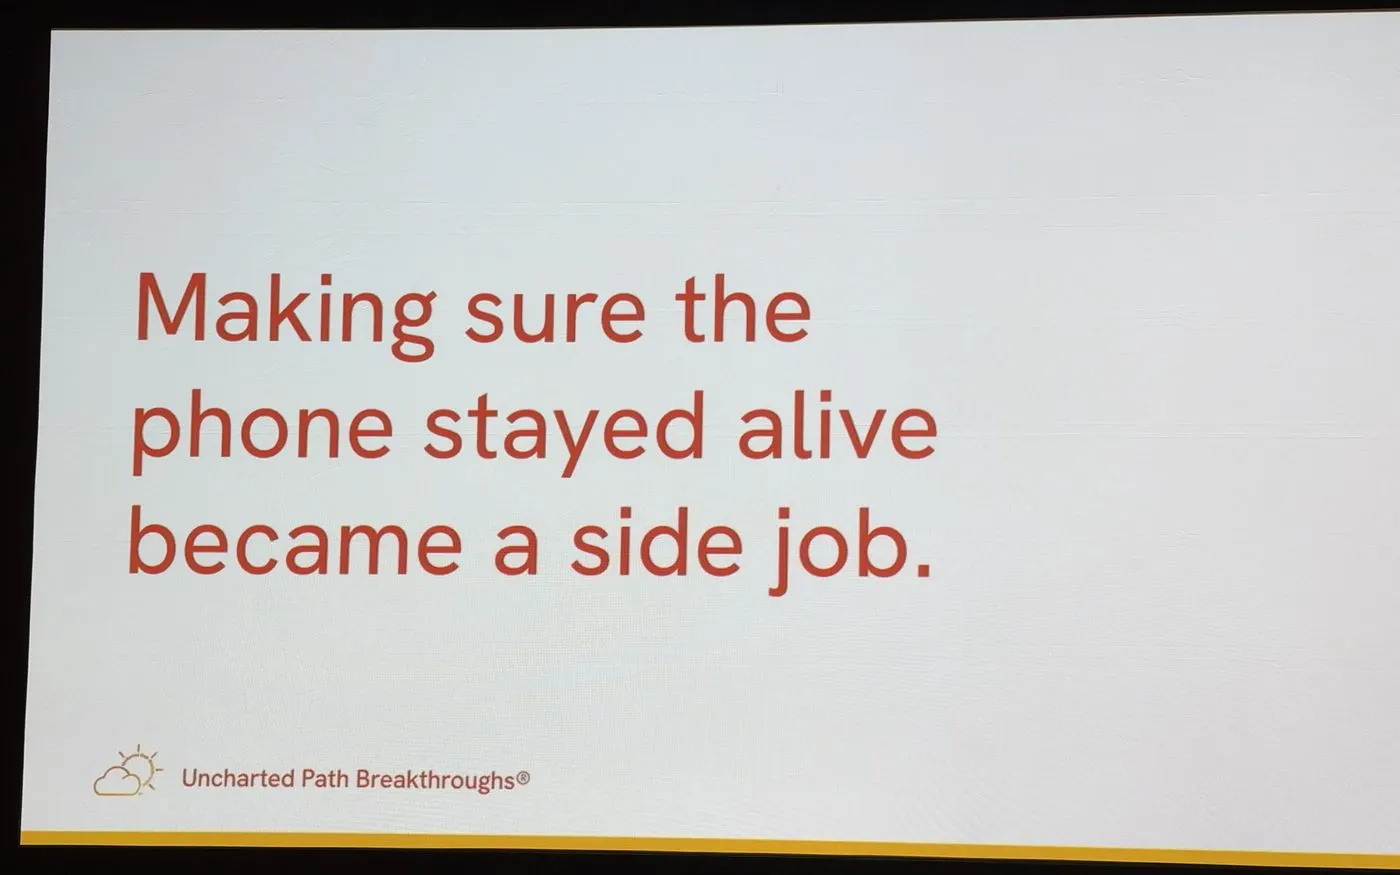 Making sure the
phone stayed alive
became a side job.
Uncharted Path Breakthroughs®